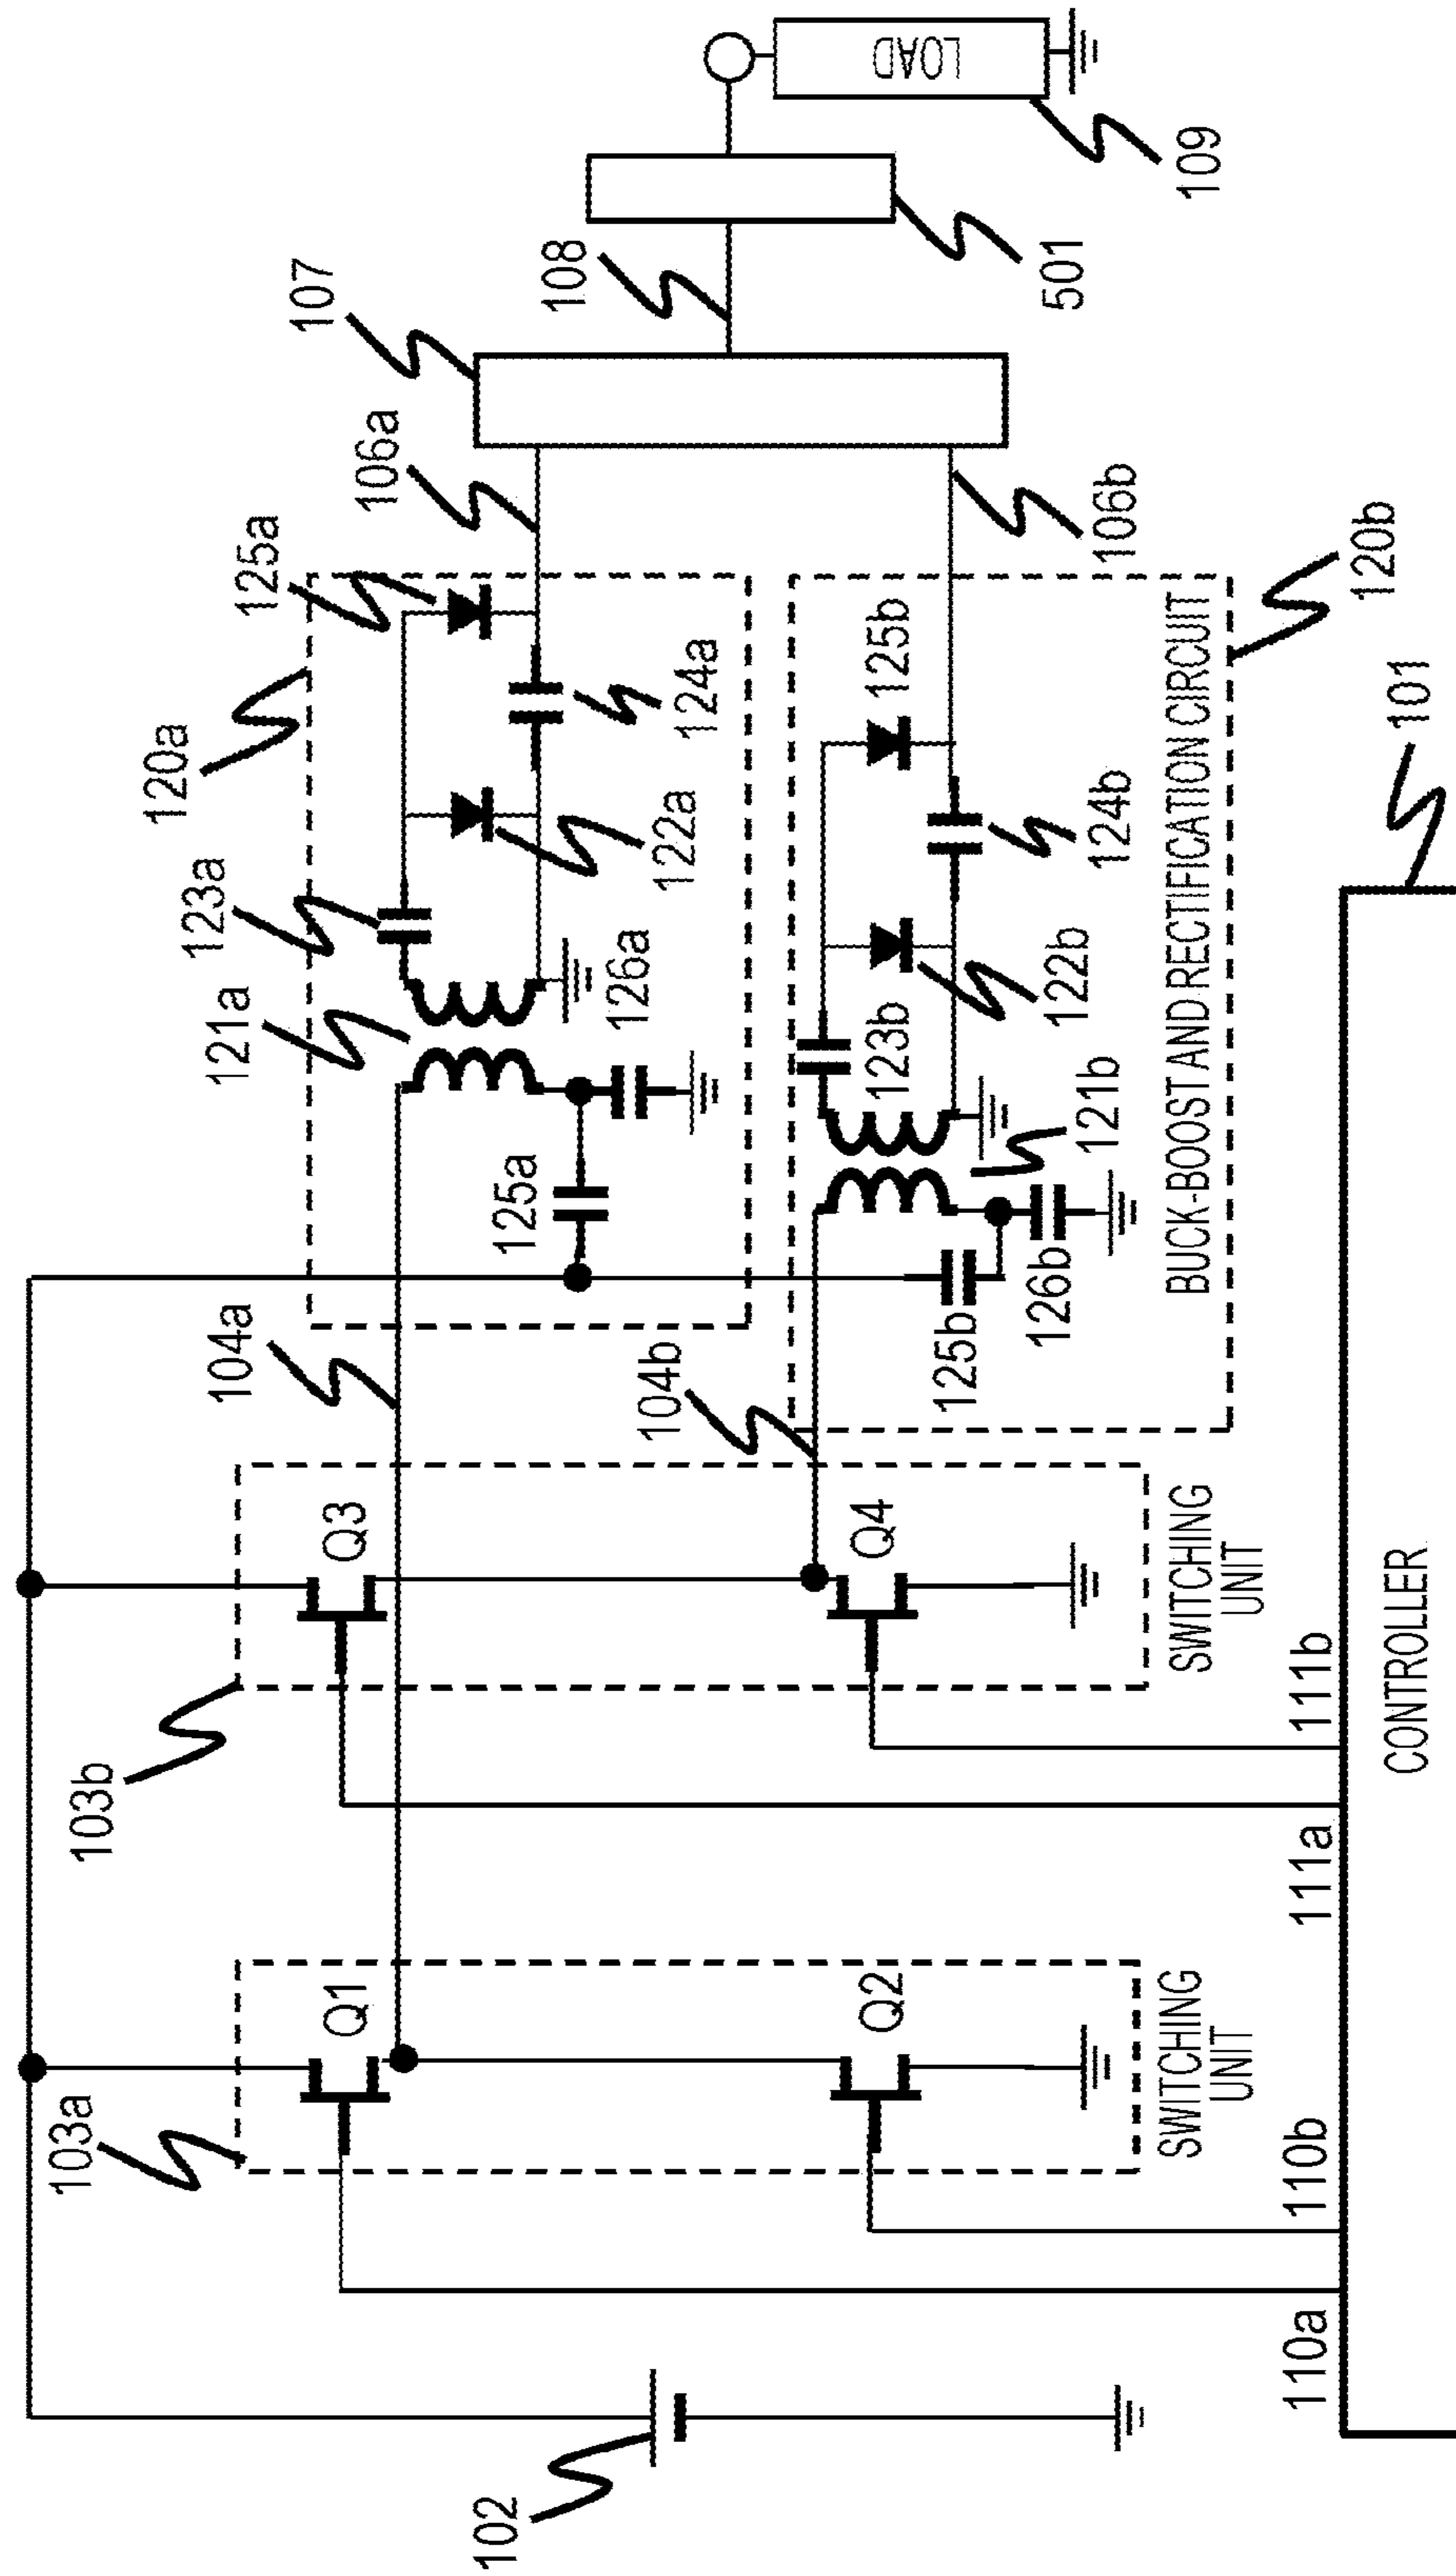 102
103a
Q1
Q2
SWITCHING
UNIT
110a
110b
103b
Q3
Q4
SWITCHING
UNIT
111a
111b
CONTROLLER
101
104a
104b
120a
121a
123a
125a
126a
122a
124a
125a
106a
125b
126b
121b
123b
122b
124b
125b
BUCK-BOOST AND RECTIFICATION CIRCUIT
120b
106b
107
108
501
LOAD
109